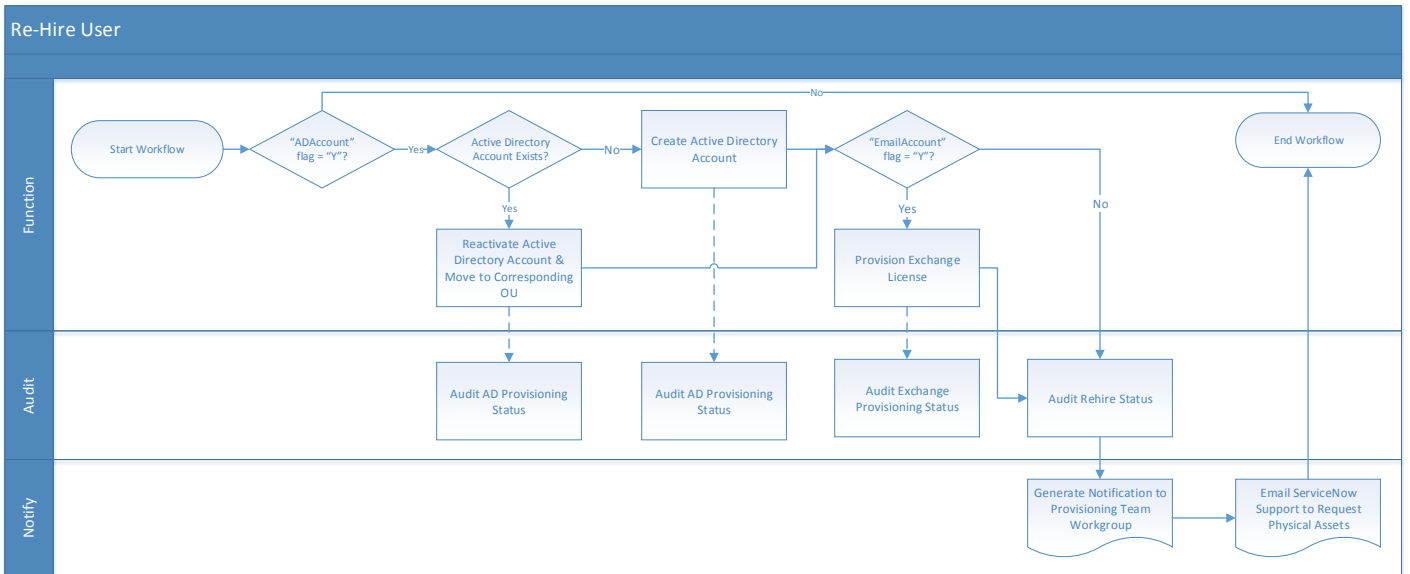 Re-Hire User
Function
No
Start Workflow
“ADAccount”
flag = “Y”?
Yes
Active Directory
Account Exists?
No
Create Active Directory
Account
“EmailAccount”
flag = “Y”?
End Workflow
Yes
Yes
No
Reactivate Active
Directory Account &
Move to Corresponding
OU
Provision Exchange
License
Audit
Audit AD Provisioning
Status
Audit AD Provisioning
Status
Audit Exchange
Provisioning Status
Audit Rehire Status
Notify
Generate Notification to
Provisioning Team
Workgroup
Email ServiceNow
Support to Request
Physical Assets